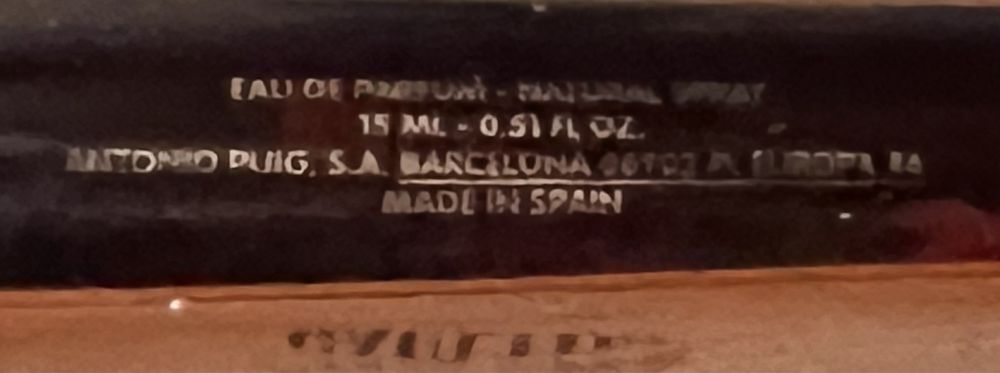 EAU DE PARFUM - NATURAL SPRAY
15 ML - 0,51 FL OZ.
ANTONIO PUIG, S.A. BARCELONA
MADE IN SPAIN